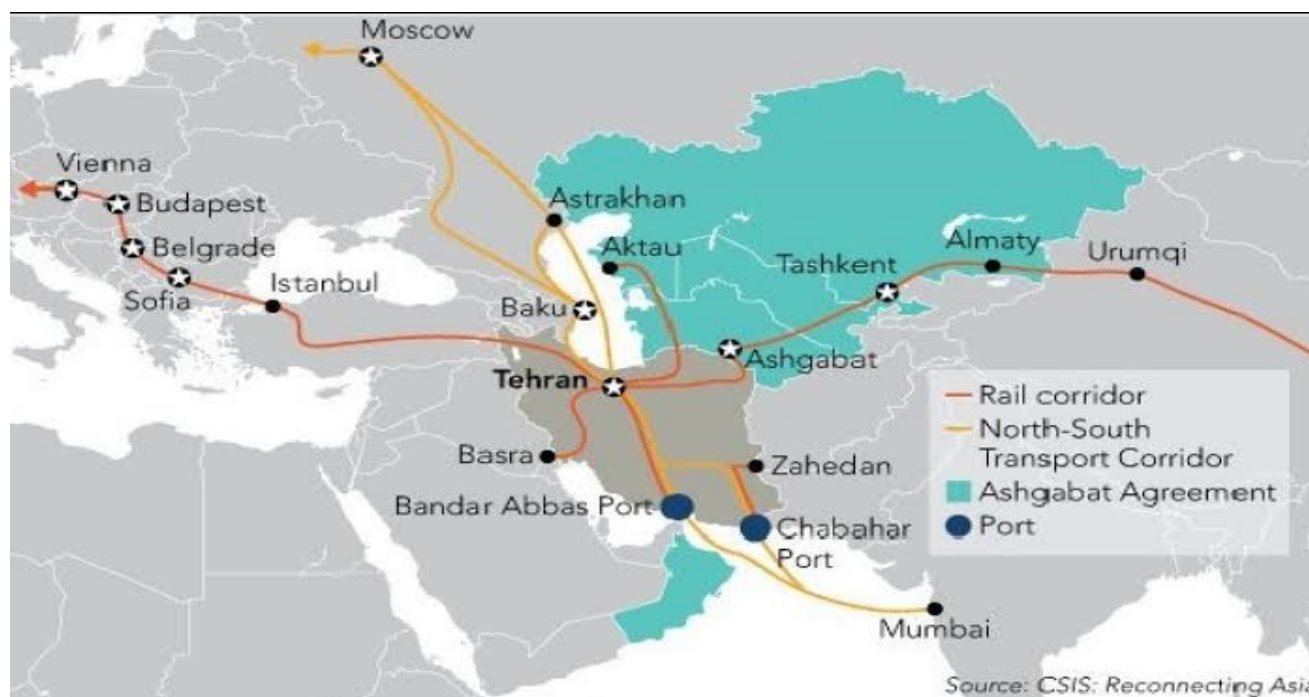 Moscow
Vienna
Budapest
Belgrade
Sofia
Istanbul
Astrakhan
Aktau
Baku
Tashkent
Almaty
Urumqi
Ashgabat
Tehran
Basra
Zahedan
Bandar Abbas Port
Chabahar
Port
Mumbai
Rail corridor
North-South
Transport Corridor
Ashgabat Agreement
Port
Source: CSIS: Reconnecting Asia